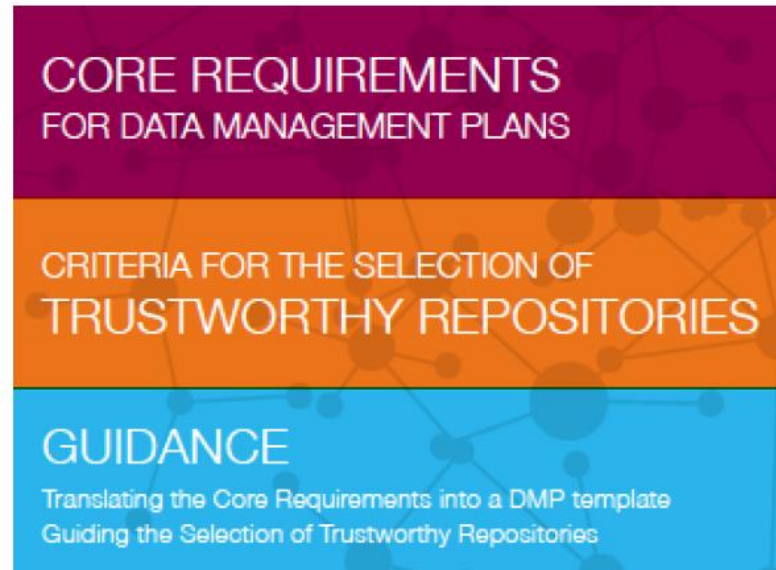 CORE REQUIREMENTS
FOR DATA MANAGEMENT PLANS
CRITERIA FOR THE SELECTION OF
TRUSTWORTHY REPOSITORIES
GUIDANCE
Translating the Core Requirements into a DMP template
Guiding the Selection of Trustworthy Repositories